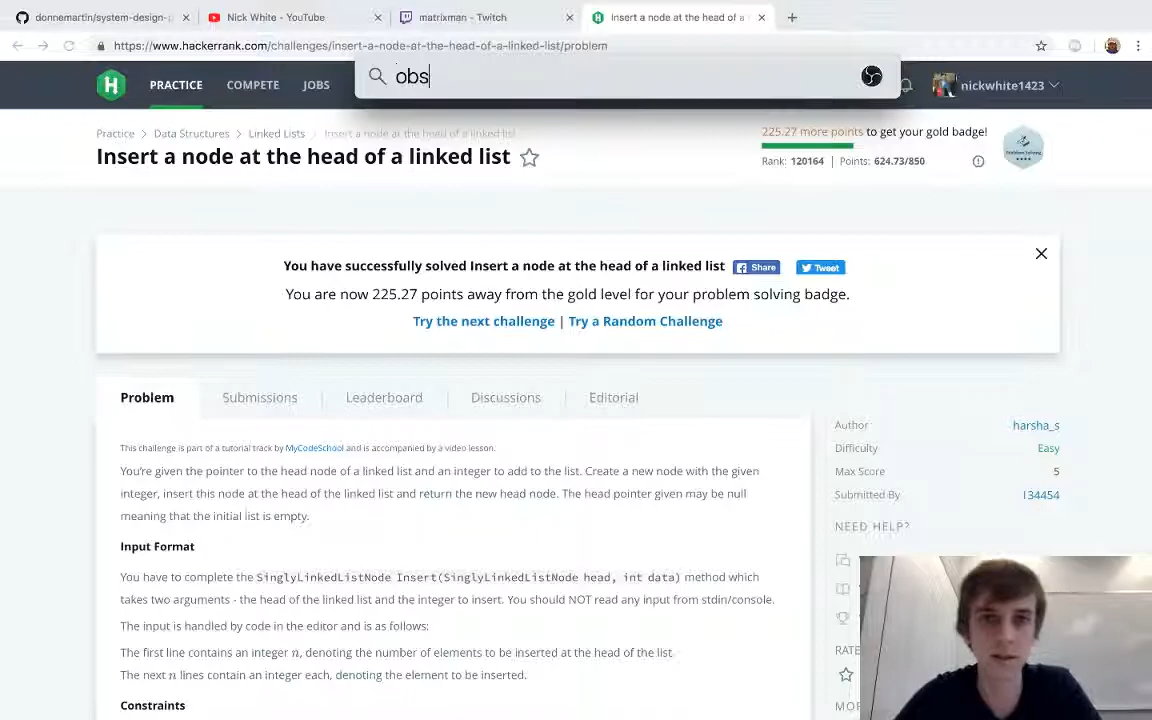 donnemartin/system-design-
Nick White - YouTube
matrixman - Twitch
Insert a node at the head of a
https://www.hackerrank.com/challenges/insert-a-node-at-the-head-of-a-linked-list/problem
obs
PRACTICE
COMPETE
JOBS
nickwhite1423
Practice > Data Structures > Linked Lists > Insert a node at the head of a linked list
225.27 more points to get your gold badge!
Insert a node at the head of a linked list
Rank: 120164 | Points: 624.73/850
You have successfully solved Insert a node at the head of a linked list
Share
Tweet
You are now 225.27 points away from the gold level for your problem solving badge.
Try the next challenge | Try a Random Challenge
Problem
Submissions
Leaderboard
Discussions
Editorial
This challenge is part of a tutorial track by MyCodeSchool and is accompanied by a video lesson.
You're given the pointer to the head node of a linked list and an integer to add to the list. Create a new node with the given
integer, insert this node at the head of the linked list and return the new head node. The head pointer given may be null
meaning that the initial list is empty.
Input Format
You have to complete the SinglyLinkedListNode Insert(SinglyLinkedListNode head, int data) method which
takes two arguments - the head of the linked list and the integer to insert. You should NOT read any input from stdin/console.
The input is handled by code in the editor and is as follows:
The first line contains an integer n, denoting the number of elements to be inserted at the head of the list.
The next n lines contain an integer each, denoting the element to be inserted.
Constraints
Author harsha_s
Difficulty Easy
Max Score 5
Submitted By 134454
NEED HELP?
RATE
MOR